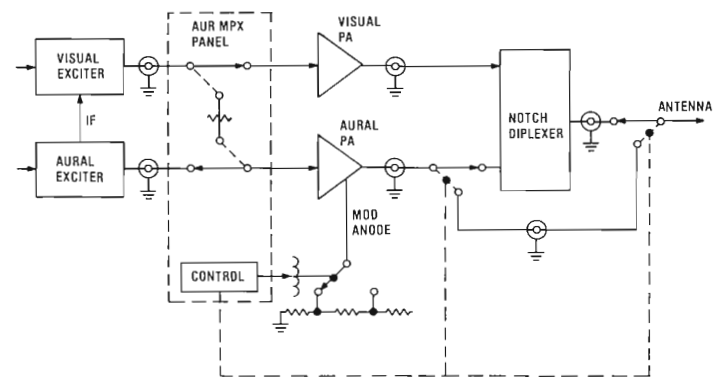 AUR MPX
PANEL
VISUAL
PA
VISUAL
EXCITER
IF
NOTCH
DIPLEXER
ANTENNA
AURAL
PA
AURAL
EXCITER
MOD
ANODE
CONTROL